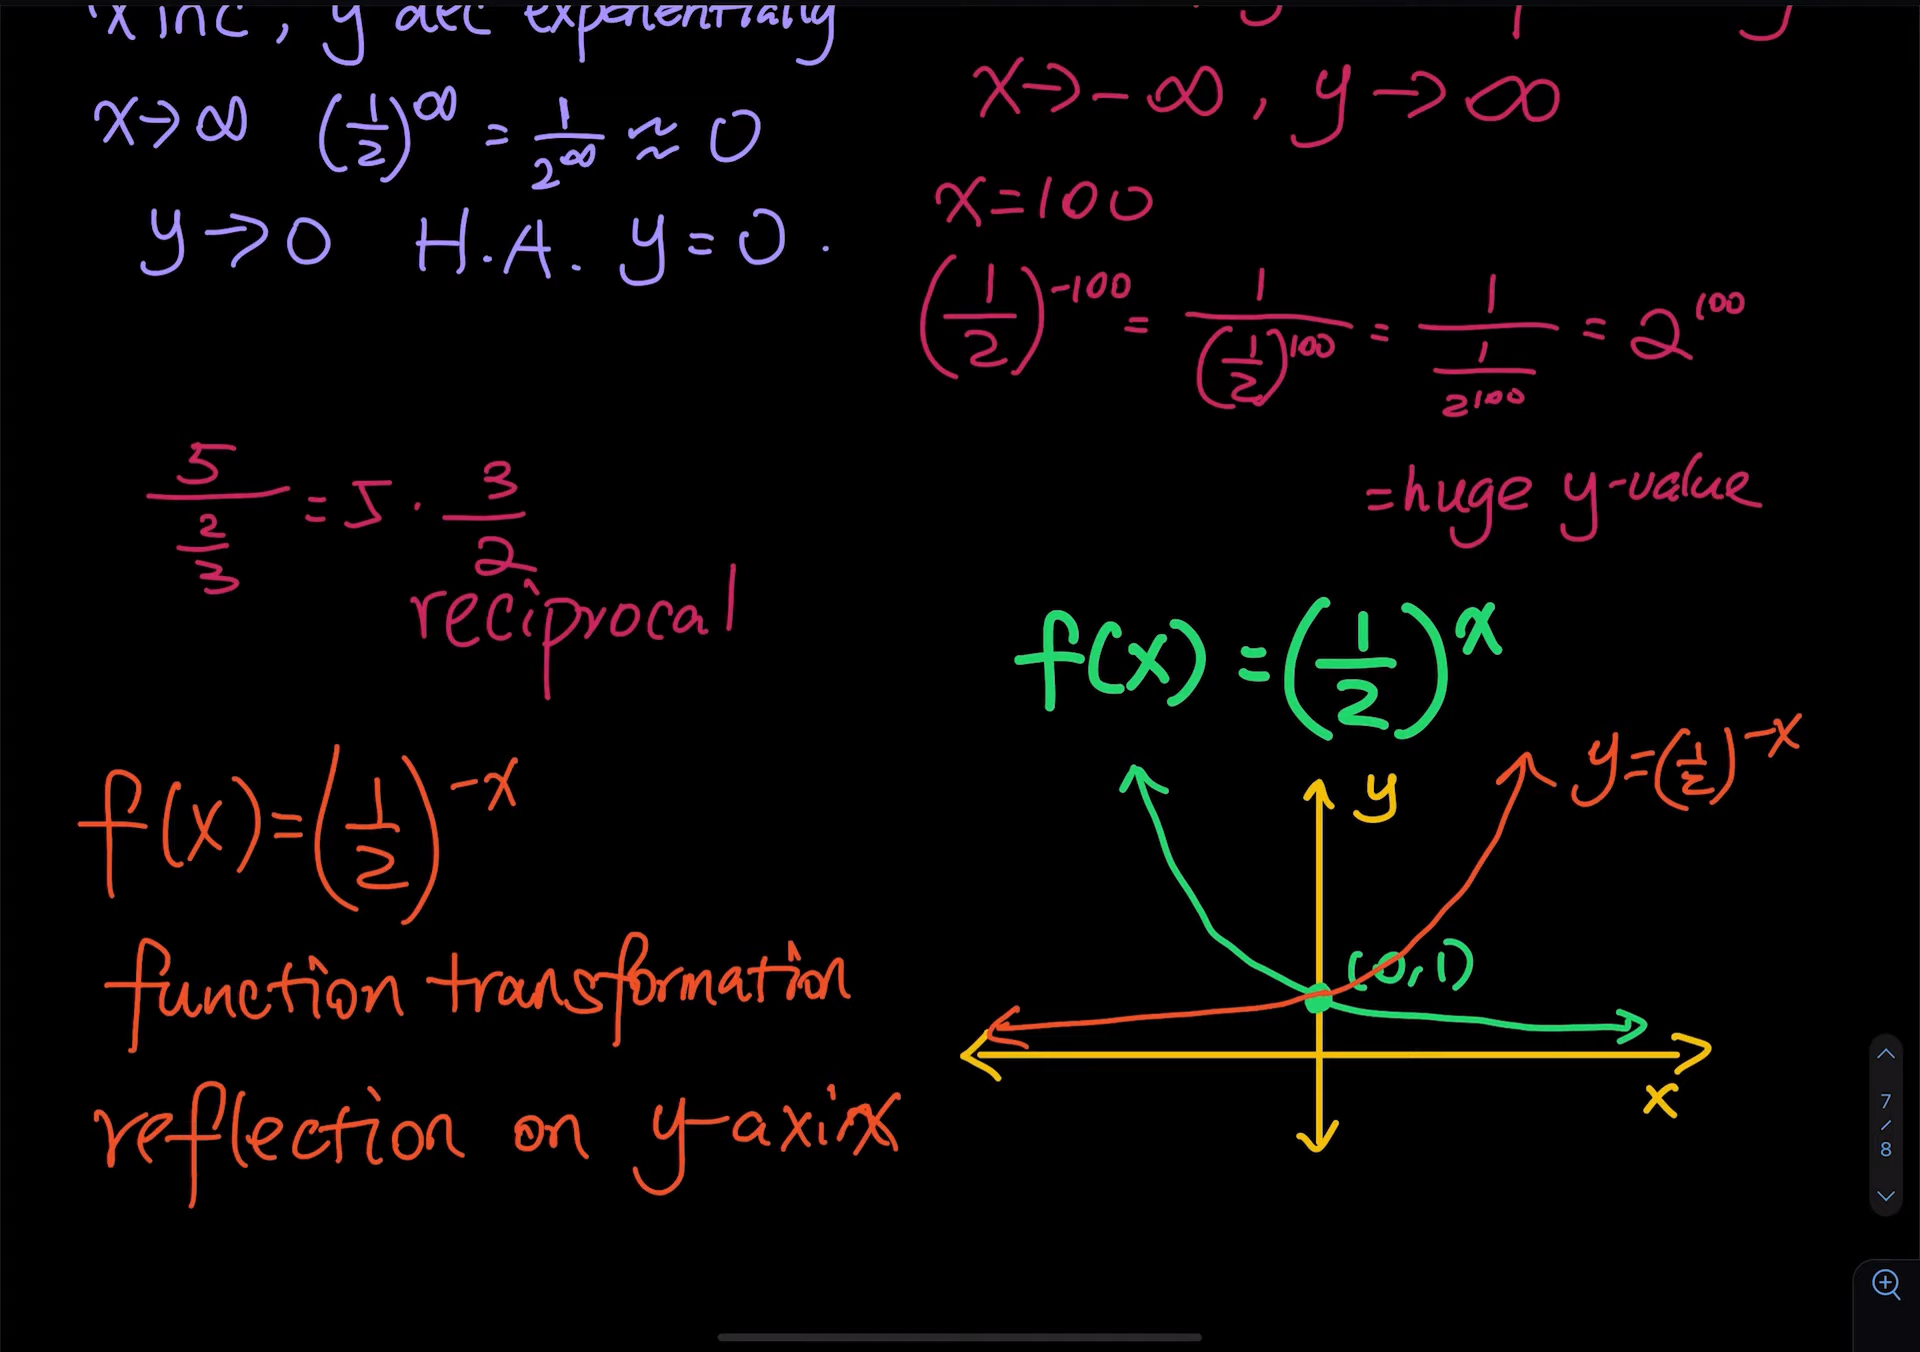 x inc, y dec exponentially
x→∞ (1/2)^∞ = 1/2^∞ ≈ 0
y→0 H.A. y=0.
x→-∞, y→∞
x=100
(1/2)^-100 = 1/(1/2)^100 = 1/(1/2^100) = 2^100
=huge y-value
5/(2/3) = 5 · 3/2
reciprocal
f(x) = (1/2)^x
f(x)=(1/2)^-x
function transformation
reflection on y-axis
y
y=(1/2)^-x
(0,1)
x
7
/
8